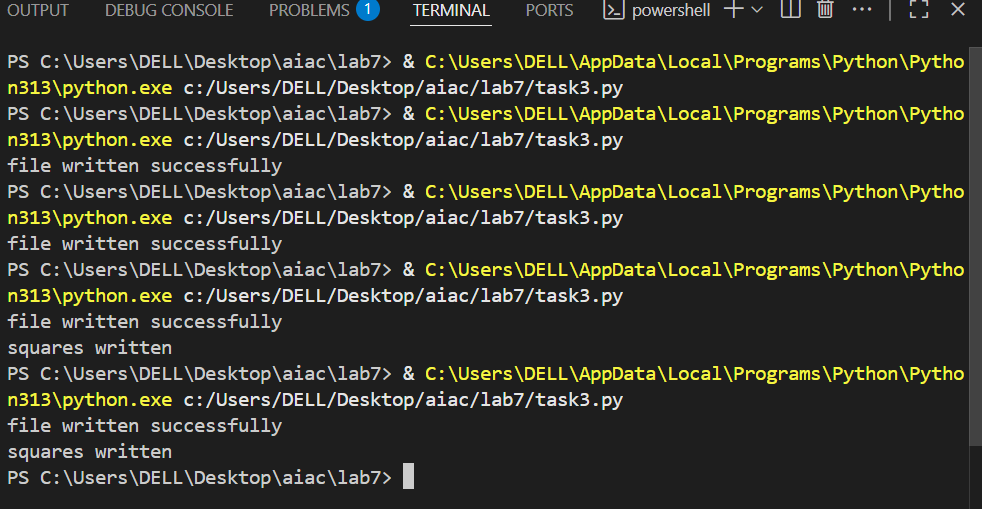 OUTPUT DEBUG CONSOLE PROBLEMS 1 TERMINAL PORTS powershell
PS C:\Users\DELL\Desktop\aiac\lab7> & C:\Users\DELL\AppData\Local\Programs\Python\Pytho
n313\python.exe c:/Users/DELL/Desktop/aiac/lab7/task3.py
PS C:\Users\DELL\Desktop\aiac\lab7> & C:\Users\DELL\AppData\Local\Programs\Python\Pytho
n313\python.exe c:/Users/DELL/Desktop/aiac/lab7/task3.py
file written successfully
PS C:\Users\DELL\Desktop\aiac\lab7> & C:\Users\DELL\AppData\Local\Programs\Python\Pytho
n313\python.exe c:/Users/DELL/Desktop/aiac/lab7/task3.py
file written successfully
PS C:\Users\DELL\Desktop\aiac\lab7> & C:\Users\DELL\AppData\Local\Programs\Python\Pytho
n313\python.exe c:/Users/DELL/Desktop/aiac/lab7/task3.py
file written successfully
squares written
PS C:\Users\DELL\Desktop\aiac\lab7> & C:\Users\DELL\AppData\Local\Programs\Python\Pytho
n313\python.exe c:/Users/DELL/Desktop/aiac/lab7/task3.py
file written successfully
squares written
PS C:\Users\DELL\Desktop\aiac\lab7>